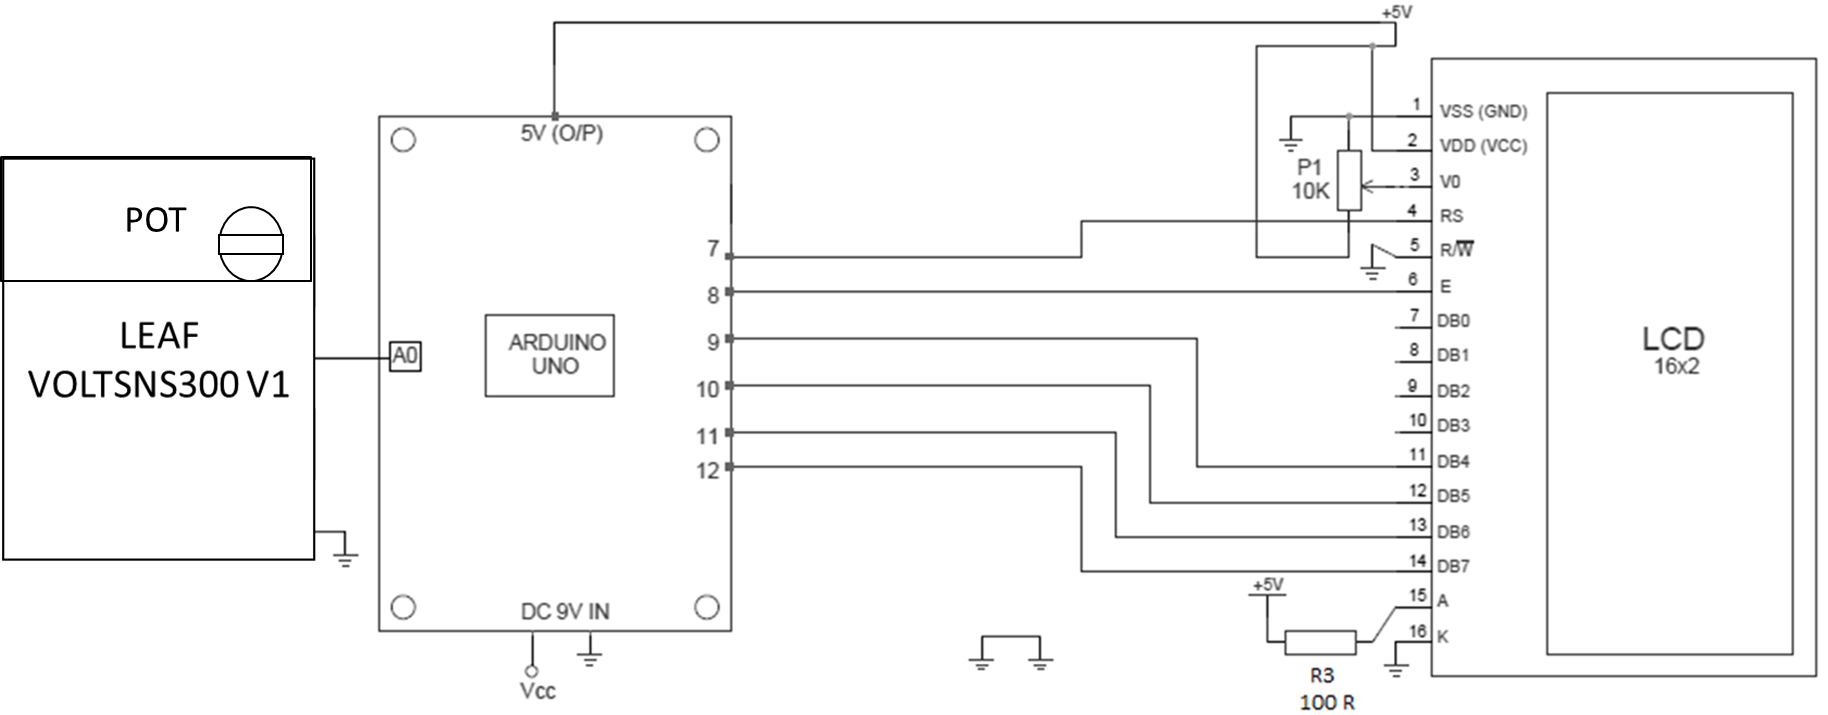 +5V
5V (O/P)
POT
LEAF
VOLTSNS300 V1
A0
ARDUINO
UNO
7
8
9
10
11
12
DC 9V IN
Vcc
P1
10K
1 VSS (GND)
2 VDD (VCC)
3 V0
4 RS
5 R/W
6 E
7 DB0
8 DB1
9 DB2
10 DB3
11 DB4
12 DB5
13 DB6
14 DB7
15 A
16 K
LCD
16x2
+5V
R3
100 R